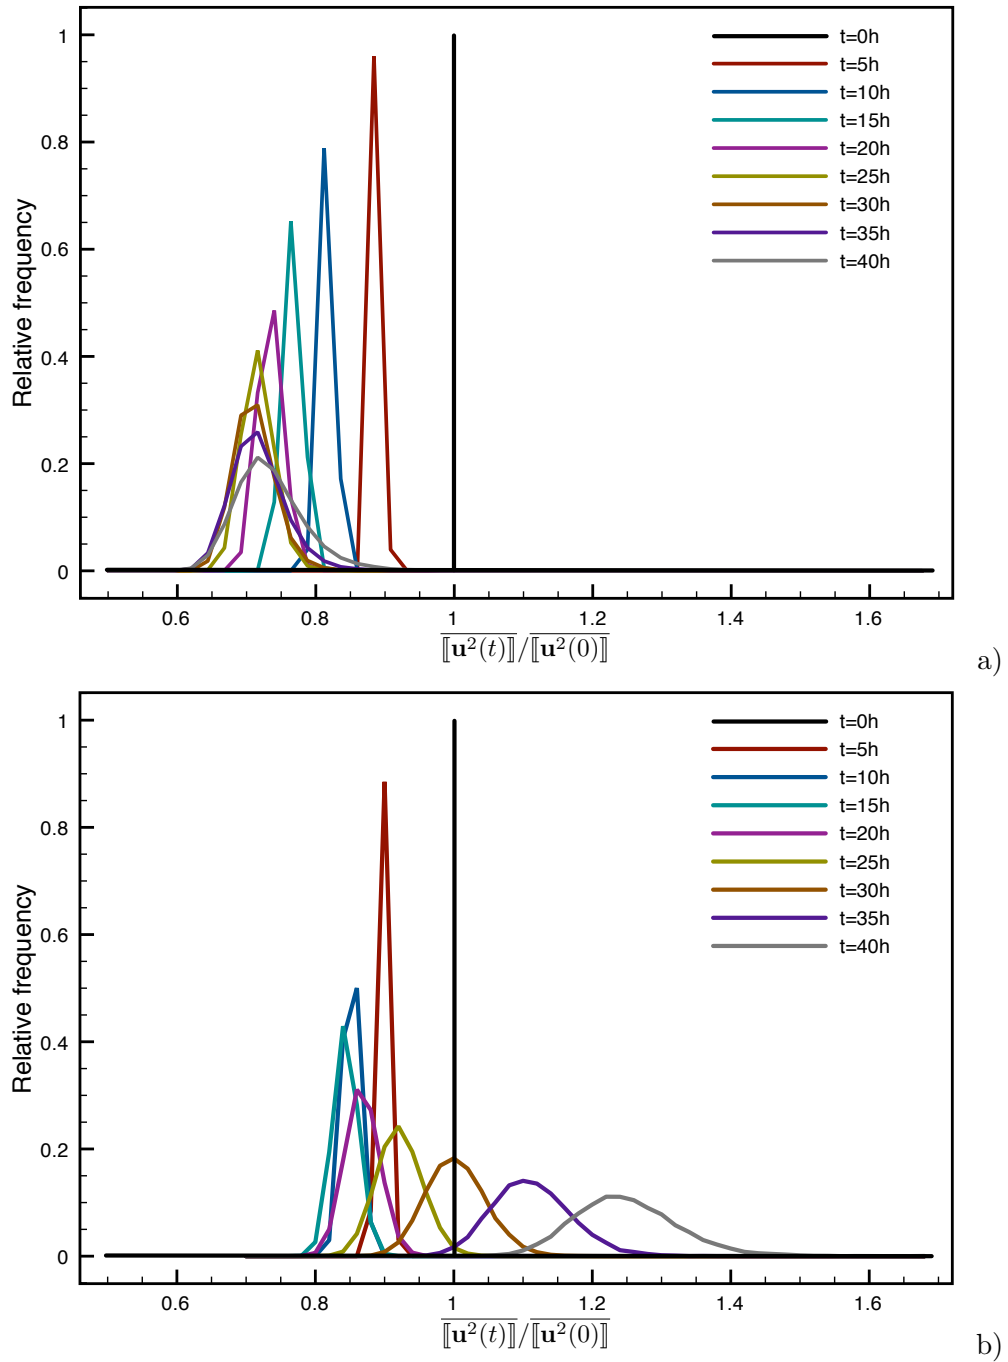 1
0.8
0.6
0.4
0.2
0
Relative frequency
t=0h
t=5h
t=10h
t=15h
t=20h
t=25h
t=30h
t=35h
t=40h
0.6 0.8 1 1.2 1.4 1.6
⟦u²(t)⟧/⟦u²(0)⟧
a)
1
0.8
0.6
0.4
0.2
0
Relative frequency
t=0h
t=5h
t=10h
t=15h
t=20h
t=25h
t=30h
t=35h
t=40h
0.6 0.8 1 1.2 1.4 1.6
⟦u²(t)⟧/⟦u²(0)⟧
b)